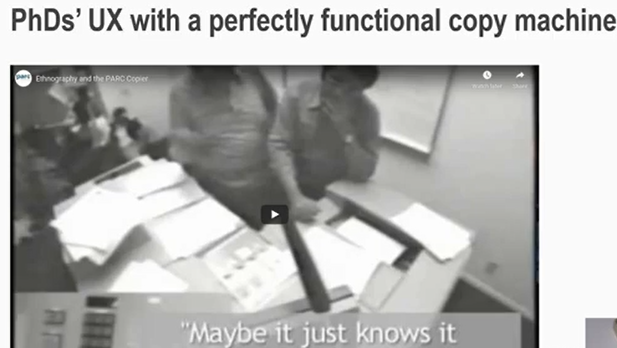 PhDs’ UX with a perfectly functional copy machine
parc Ethnography and the PARC Copier
Watch later Share
"Maybe it just knows it